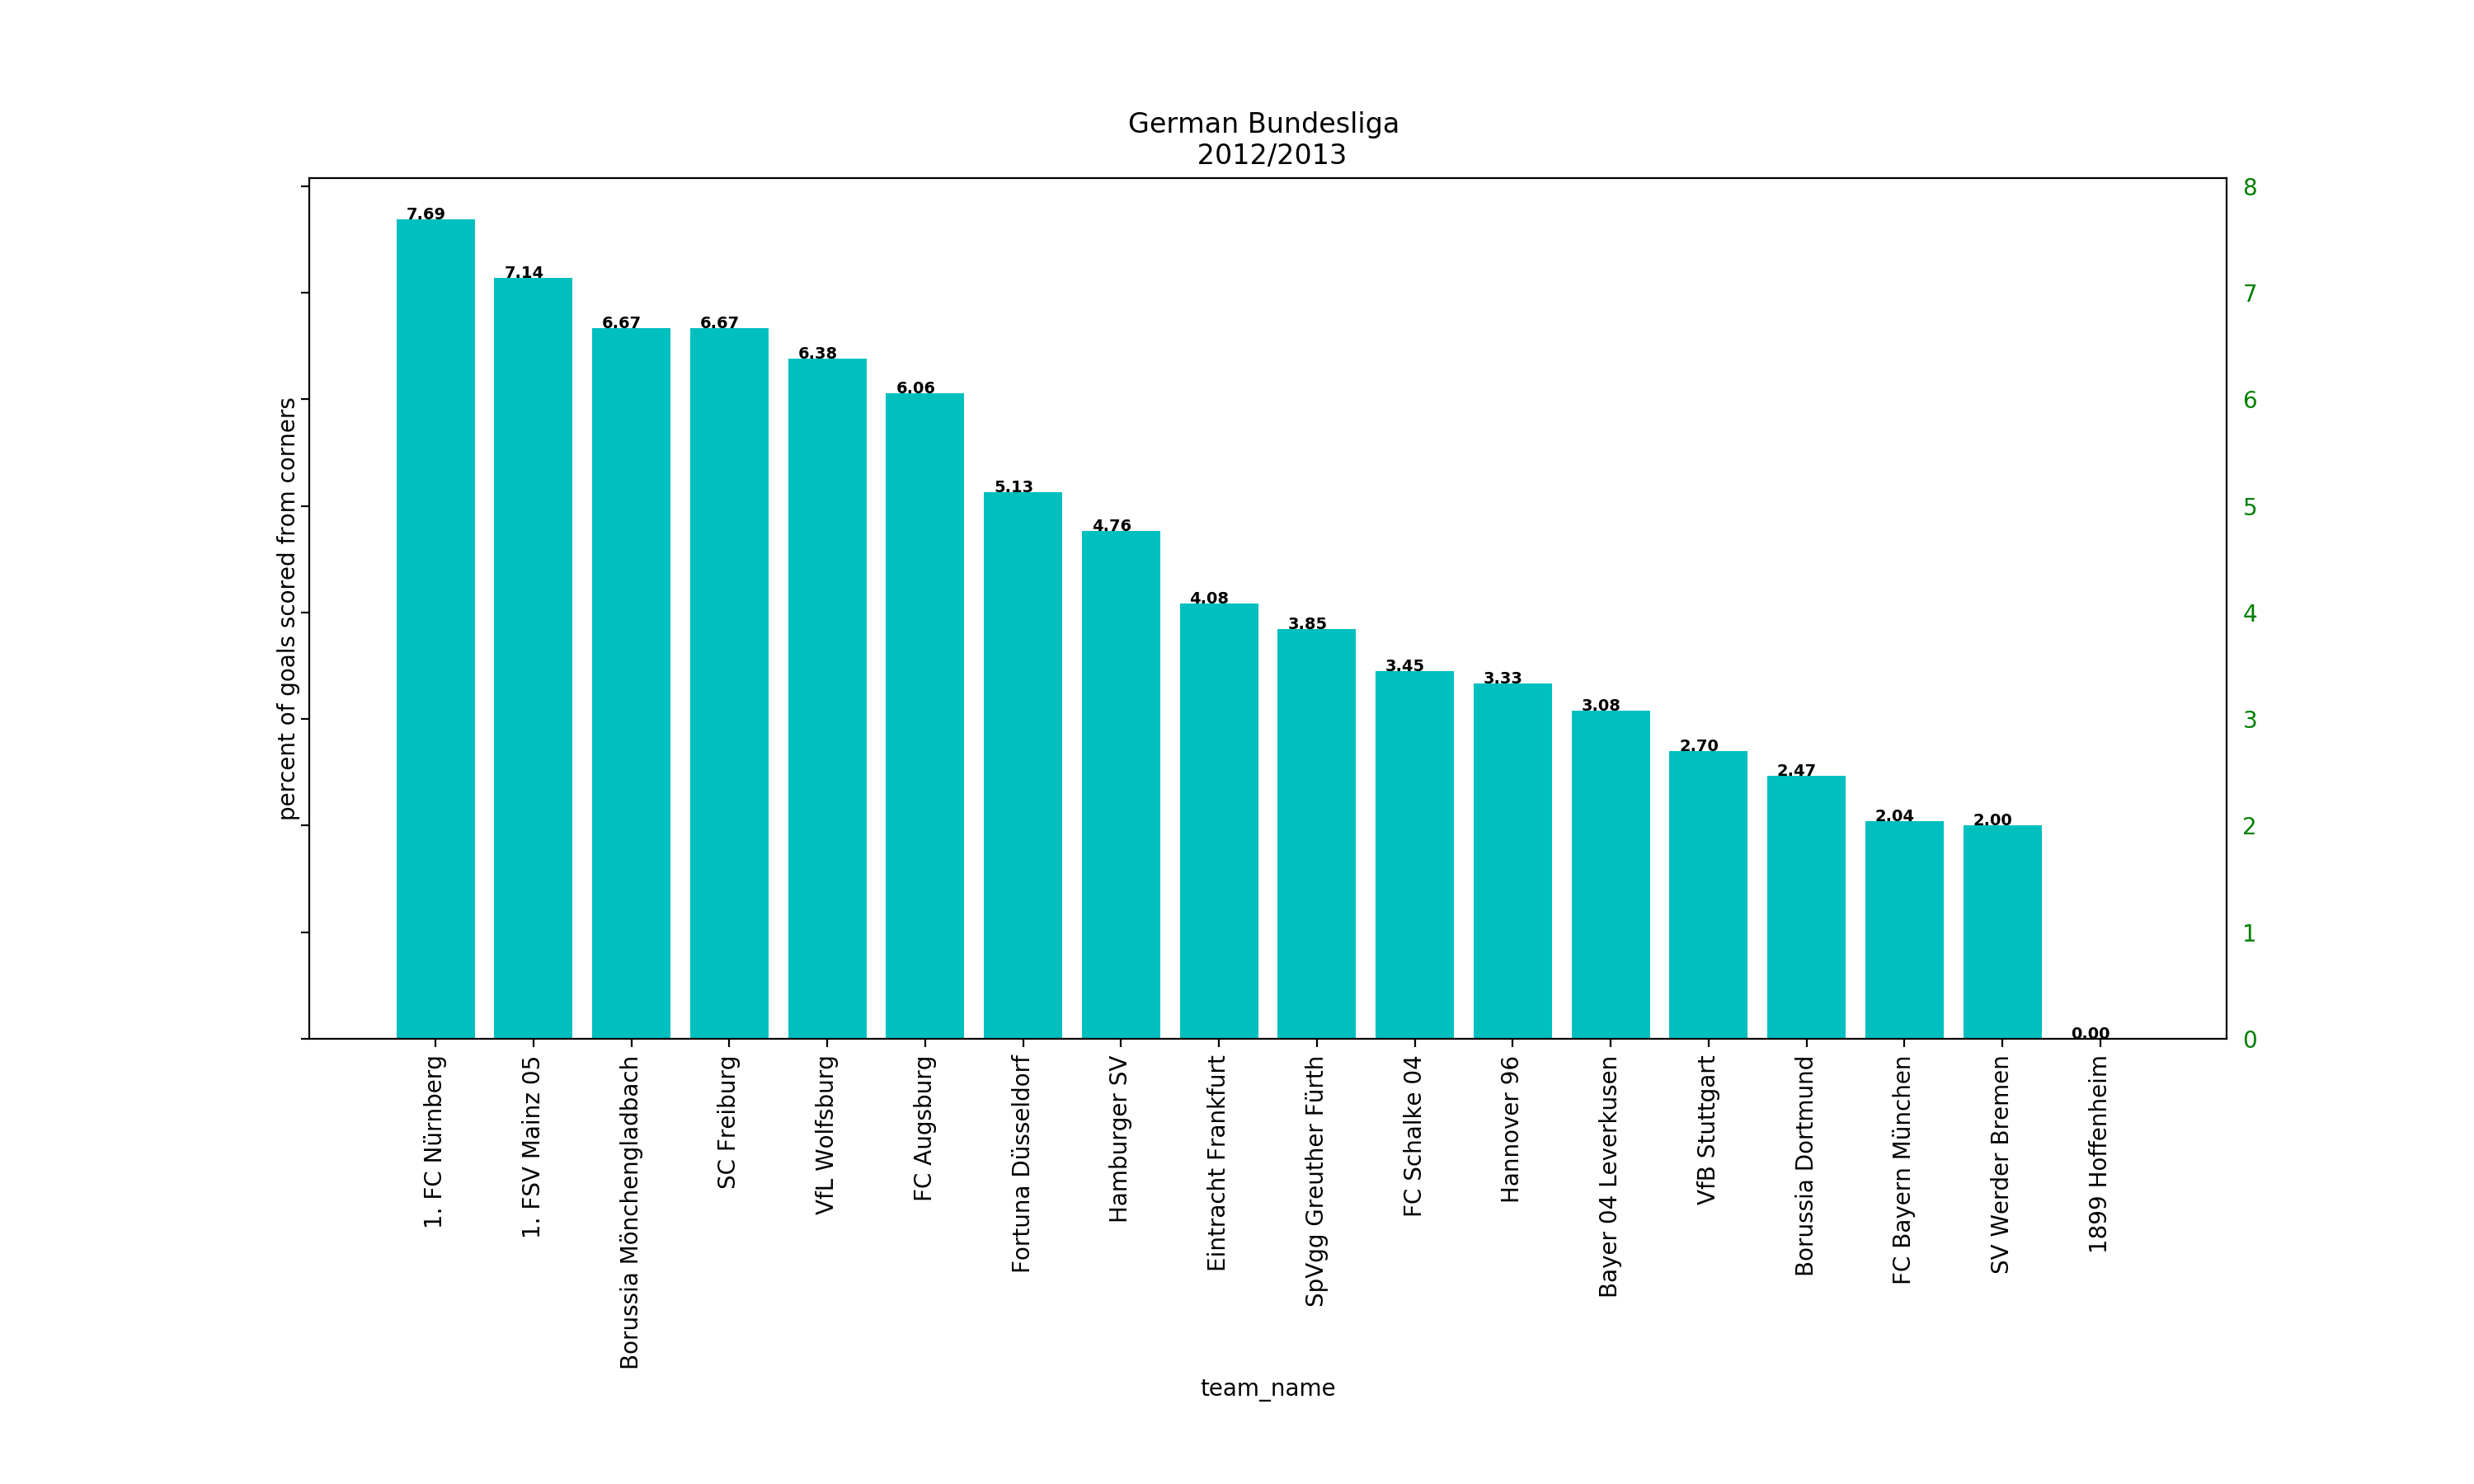 German Bundesliga
2012/2013
percent of goals scored from corners
8
7
6
5
4
3
2
1
0
7.69
7.14
6.67
6.67
6.38
6.06
5.13
4.76
4.08
3.85
3.45
3.33
3.08
2.70
2.47
2.04
2.00
0.00
1. FC Nürnberg
1. FSV Mainz 05
Borussia Mönchengladbach
SC Freiburg
VfL Wolfsburg
FC Augsburg
Fortuna Düsseldorf
Hamburger SV
Eintracht Frankfurt
SpVgg Greuther Fürth
FC Schalke 04
Hannover 96
Bayer 04 Leverkusen
VfB Stuttgart
Borussia Dortmund
FC Bayern München
SV Werder Bremen
1899 Hoffenheim
team_name